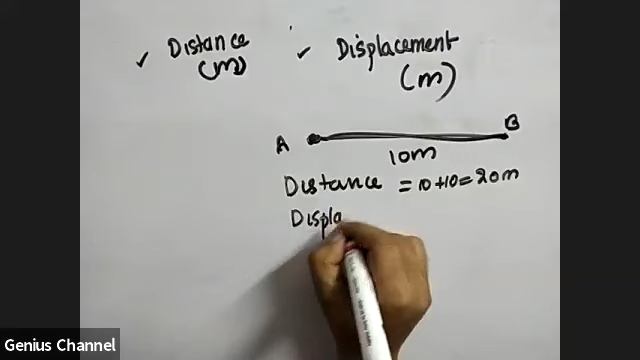 ✓ Distance ✓ Displacement
(m) (m)
A B
10m
Distance = 10+10=20m
Displa
Genius Channel